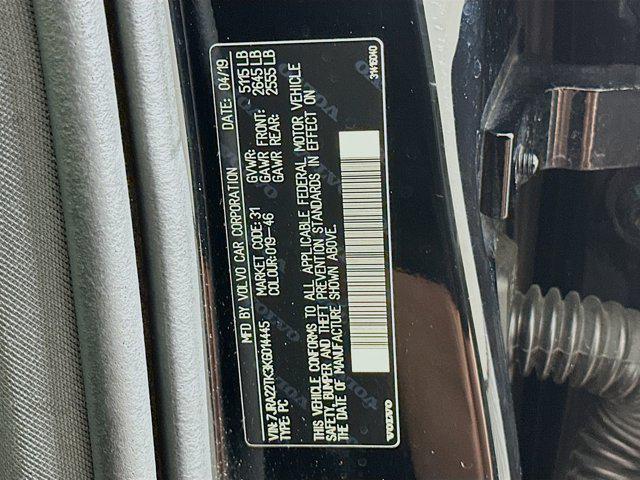 MFD BY VOLVO CAR CORPORATION DATE: 04/19
VIN: 7JRA22TK3KG014445 MARKET CODE: 31 GVWR: 5115 LB
TYPE: PC COLOUR: 019-46 GAWR FRONT: 2645 LB
GAWR REAR: 2555 LB
THIS VEHICLE CONFORMS TO ALL APPLICABLE FEDERAL MOTOR VEHICLE
SAFETY, BUMPER AND THEFT PREVENTION STANDARDS IN EFFECT ON
THE DATE OF MANUFACTURE SHOWN ABOVE.
VOLVO 31416040